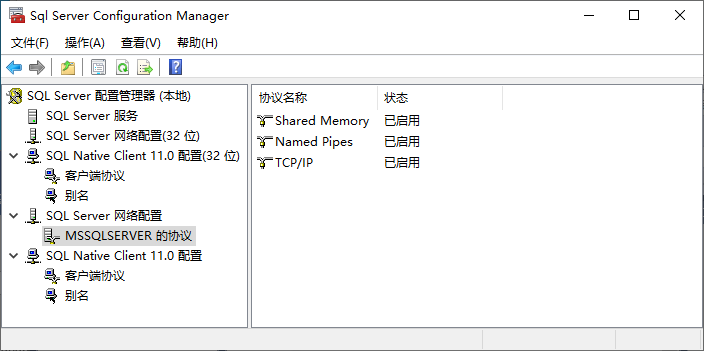 Sql Server Configuration Manager
文件(F) 操作(A) 查看(V) 帮助(H)
SQL Server 配置管理器 (本地)
SQL Server 服务
SQL Server 网络配置(32 位)
SQL Native Client 11.0 配置(32 位)
客户端协议
别名
SQL Server 网络配置
MSSQLSERVER 的协议
SQL Native Client 11.0 配置
客户端协议
别名
协议名称 状态
Shared Memory 已启用
Named Pipes 已启用
TCP/IP 已启用